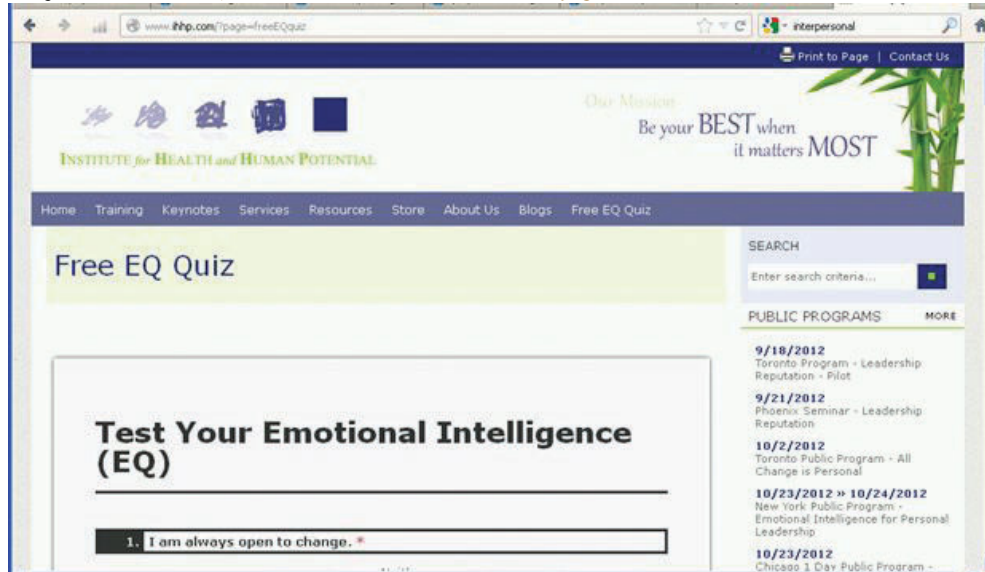 www.ihhp.com/?page=freeEQquiz
interpersonal
Print to Page | Contact Us
Our Mission
Be your BEST when
it matters MOST
INSTITUTE for HEALTH and HUMAN POTENTIAL
Home Training Keynotes Services Resources Store About Us Blogs Free EQ Quiz
Free EQ Quiz
SEARCH
Enter search criteria...
PUBLIC PROGRAMS MORE
9/18/2012
Toronto Program - Leadership
Reputation - Pilot
9/21/2012
Phoenix Seminar - Leadership
Reputation
10/2/2012
Toronto Public Program - All
Change is Personal
10/23/2012 » 10/24/2012
New York Public Program -
Emotional Intelligence for Personal
Leadership
10/23/2012
Chicago 1 Day Public Program -
Test Your Emotional Intelligence
(EQ)
1. I am always open to change. *